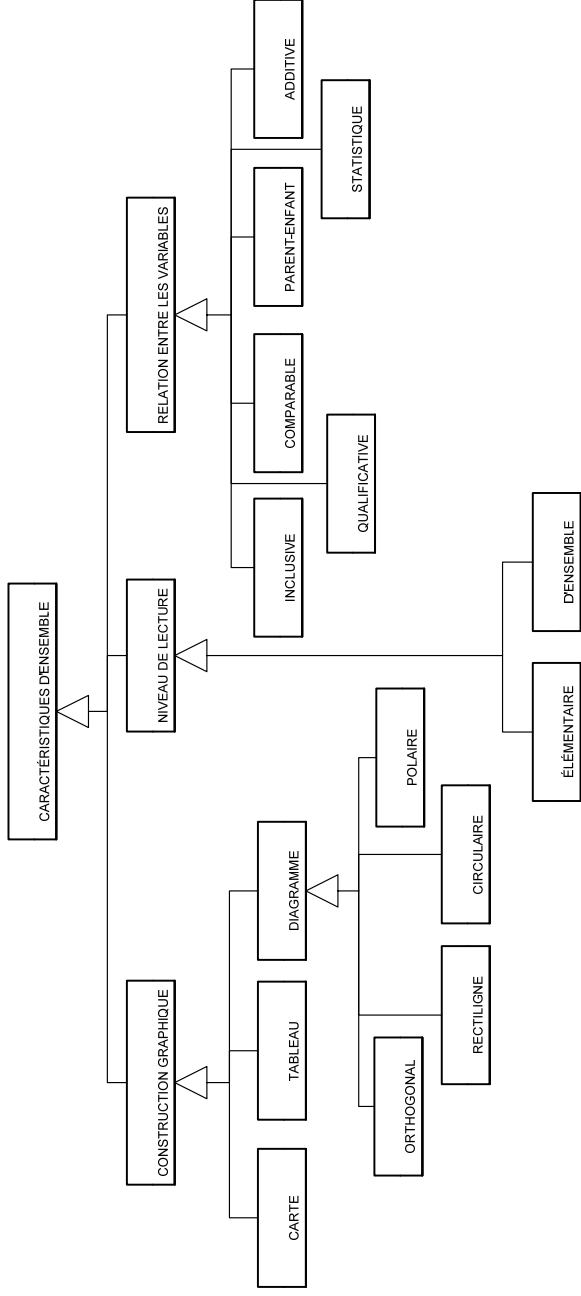 CARACTÉRISTIQUES D'ENSEMBLE
CONSTRUCTION GRAPHIQUE
NIVEAU DE LECTURE
RELATION ENTRE LES VARIABLES
CARTE
TABLEAU
DIAGRAMME
INCLUSIVE
COMPARABLE
PARENT-ENFANT
ADDITIVE
QUALIFICATIVE
STATISTIQUE
ORTHOGONAL
POLAIRE
RECTILIGNE
CIRCULAIRE
ÉLÉMENTAIRE
D'ENSEMBLE